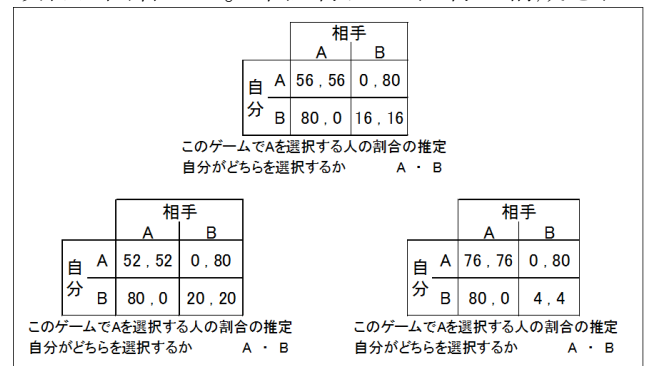 相手
A B
自分 A 56 , 56 0 , 80
B 80 , 0 16 , 16
このゲームでAを選択する人の割合の推定
自分がどちらを選択するか A ・ B
相手
A B
自分 A 52 , 52 0 , 80
B 80 , 0 20 , 20
このゲームでAを選択する人の割合の推定
自分がどちらを選択するか A ・ B
相手
A B
自分 A 76 , 76 0 , 80
B 80 , 0 4 , 4
このゲームでAを選択する人の割合の推定
自分がどちらを選択するか A ・ B